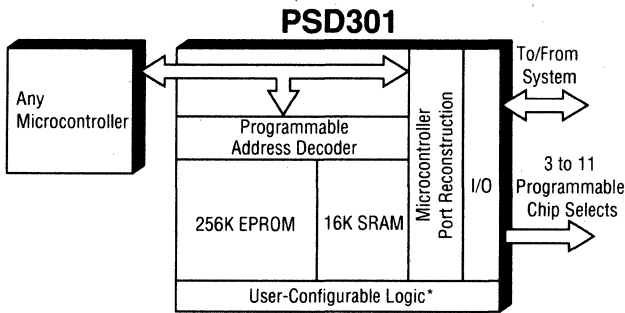 PSD301
Any
Microcontroller
Programmable
Address Decoder
256K EPROM
16K SRAM
Microcontroller
Port Reconstruction
I/O
To/From
System
3 to 11
Programmable
Chip Selects
User-Configurable Logic*